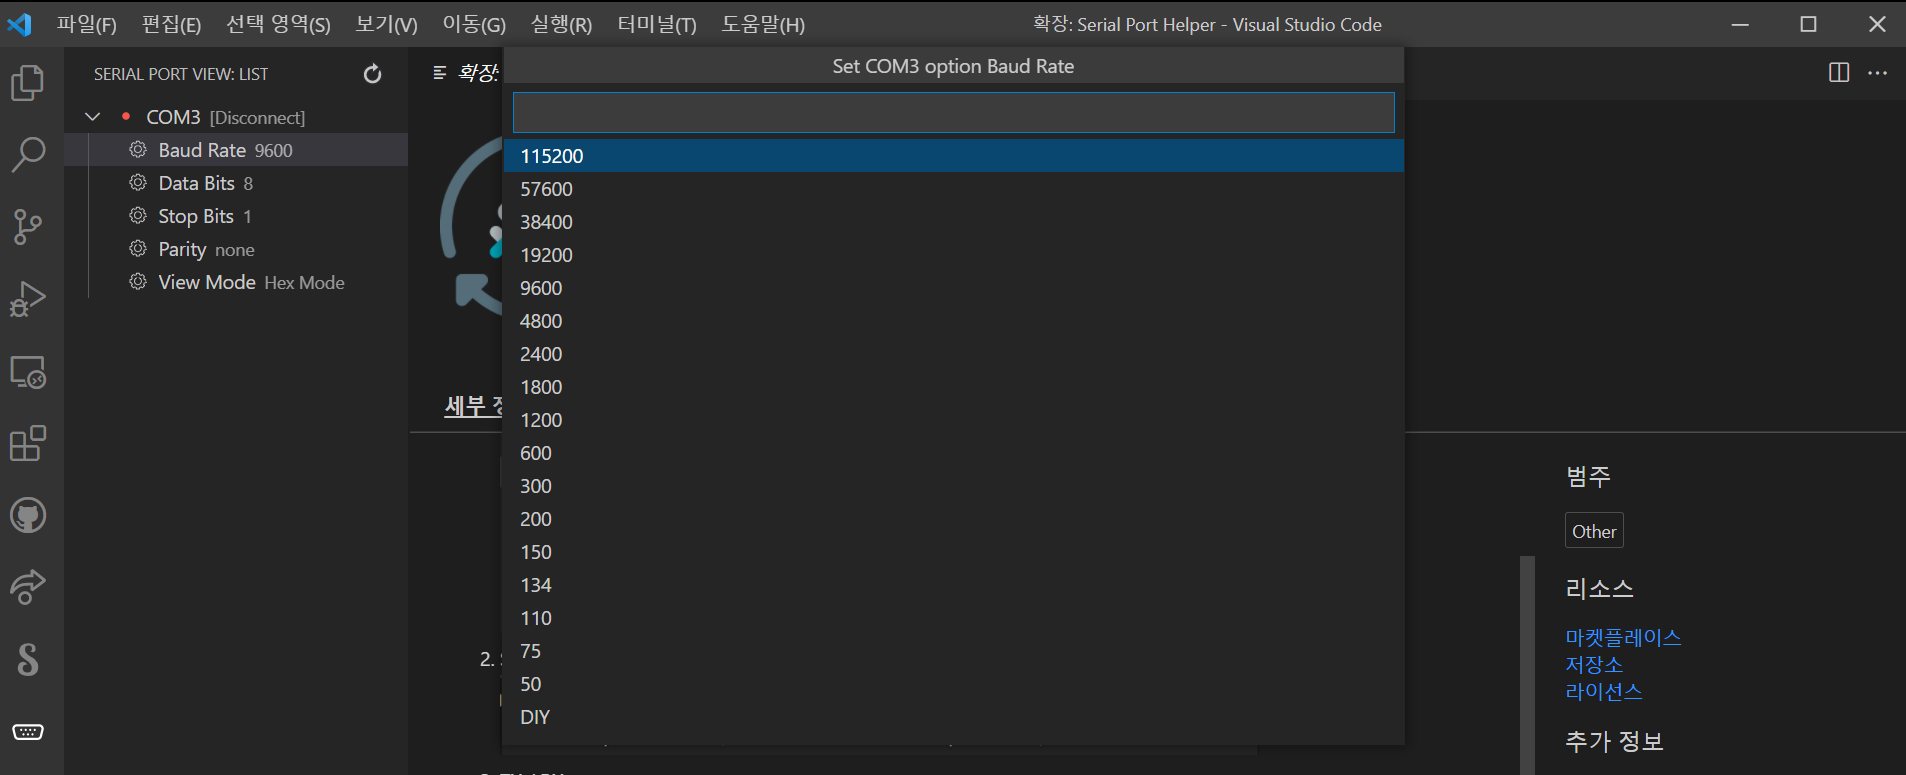 파일(F) 편집(E) 선택 영역(S) 보기(V) 이동(G) 실행(R) 터미널(T) 도움말(H) 확장: Serial Port Helper - Visual Studio Code
SERIAL PORT VIEW: LIST
COM3 [Disconnect]
Baud Rate 9600
Data Bits 8
Stop Bits 1
Parity none
View Mode Hex Mode
확장:
Set COM3 option Baud Rate
115200
57600
38400
19200
9600
4800
2400
1800
1200
600
300
200
150
134
110
75
50
DIY
세부
2.
범주
Other
리소스
마켓플레이스
저장소
라이선스
추가 정보